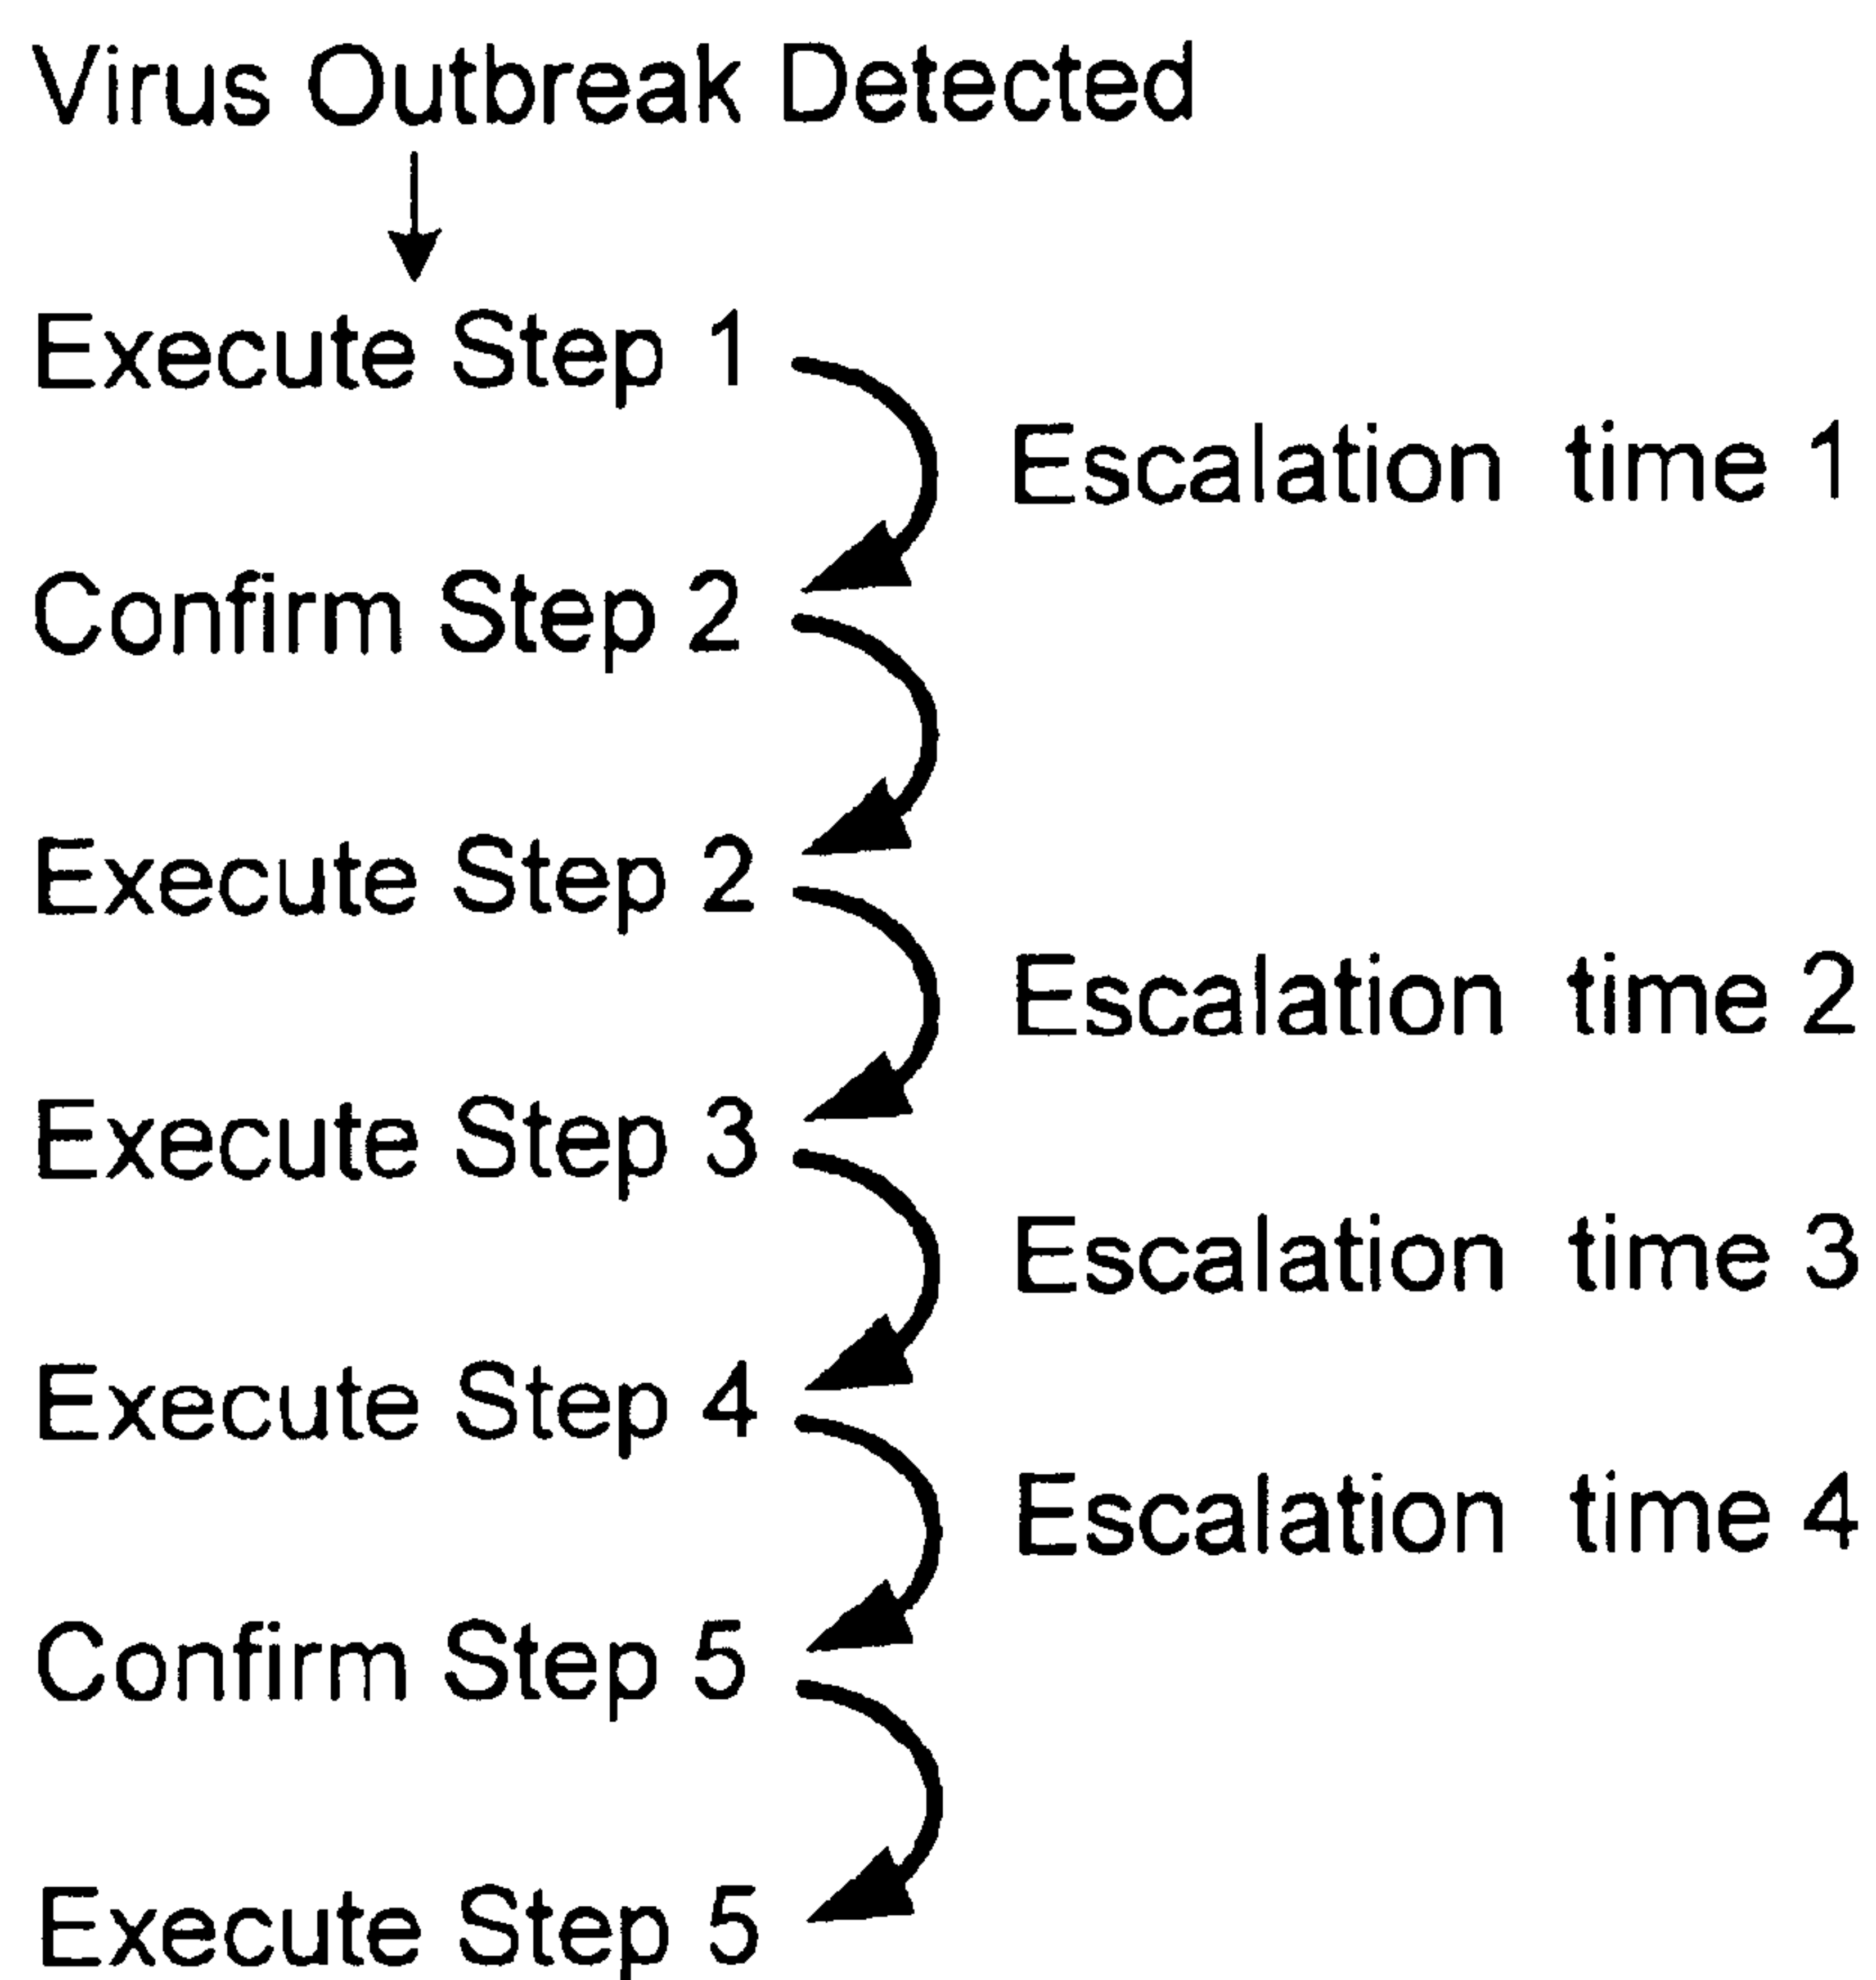 Virus Outbreak Detected
Execute Step 1
Escalation time 1
Confirm Step 2
Execute Step 2
Escalation time 2
Execute Step 3
Escalation time 3
Execute Step 4
Escalation time 4
Confirm Step 5
Execute Step 5